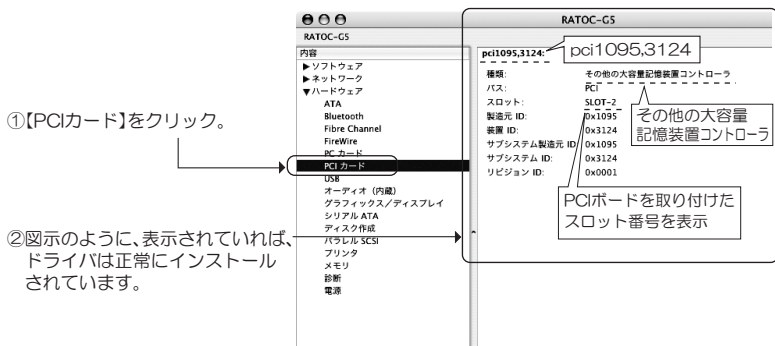 RATOC-G5
RATOC-G5
内容
▶ソフトウェア
▶ネットワーク
▼ハードウェア
ATA
Bluetooth
Fibre Channel
FireWire
PC カード
PCI カード
USB
オーディオ（内蔵）
グラフィックス／ディスプレイ
シリアル ATA
ディスク作成
パラレル SCSI
プリンタ
メモリ
診断
電源
pci1095,3124:
種類: その他の大容量記憶装置コントローラ
バス: PCI
スロット: SLOT-2
製造元 ID: 0x1095
装置 ID: 0x3124
サブシステム製造元 ID: 0x1095
サブシステム ID: 0x3124
リビジョン ID: 0x0001
pci1095,3124
その他の大容量
記憶装置コントローラ
PCIボードを取り付けた
スロット番号を表示
①【PCIカード】をクリック。
②図示のように、表示されていれば、
ドライバは正常にインストール
されています。